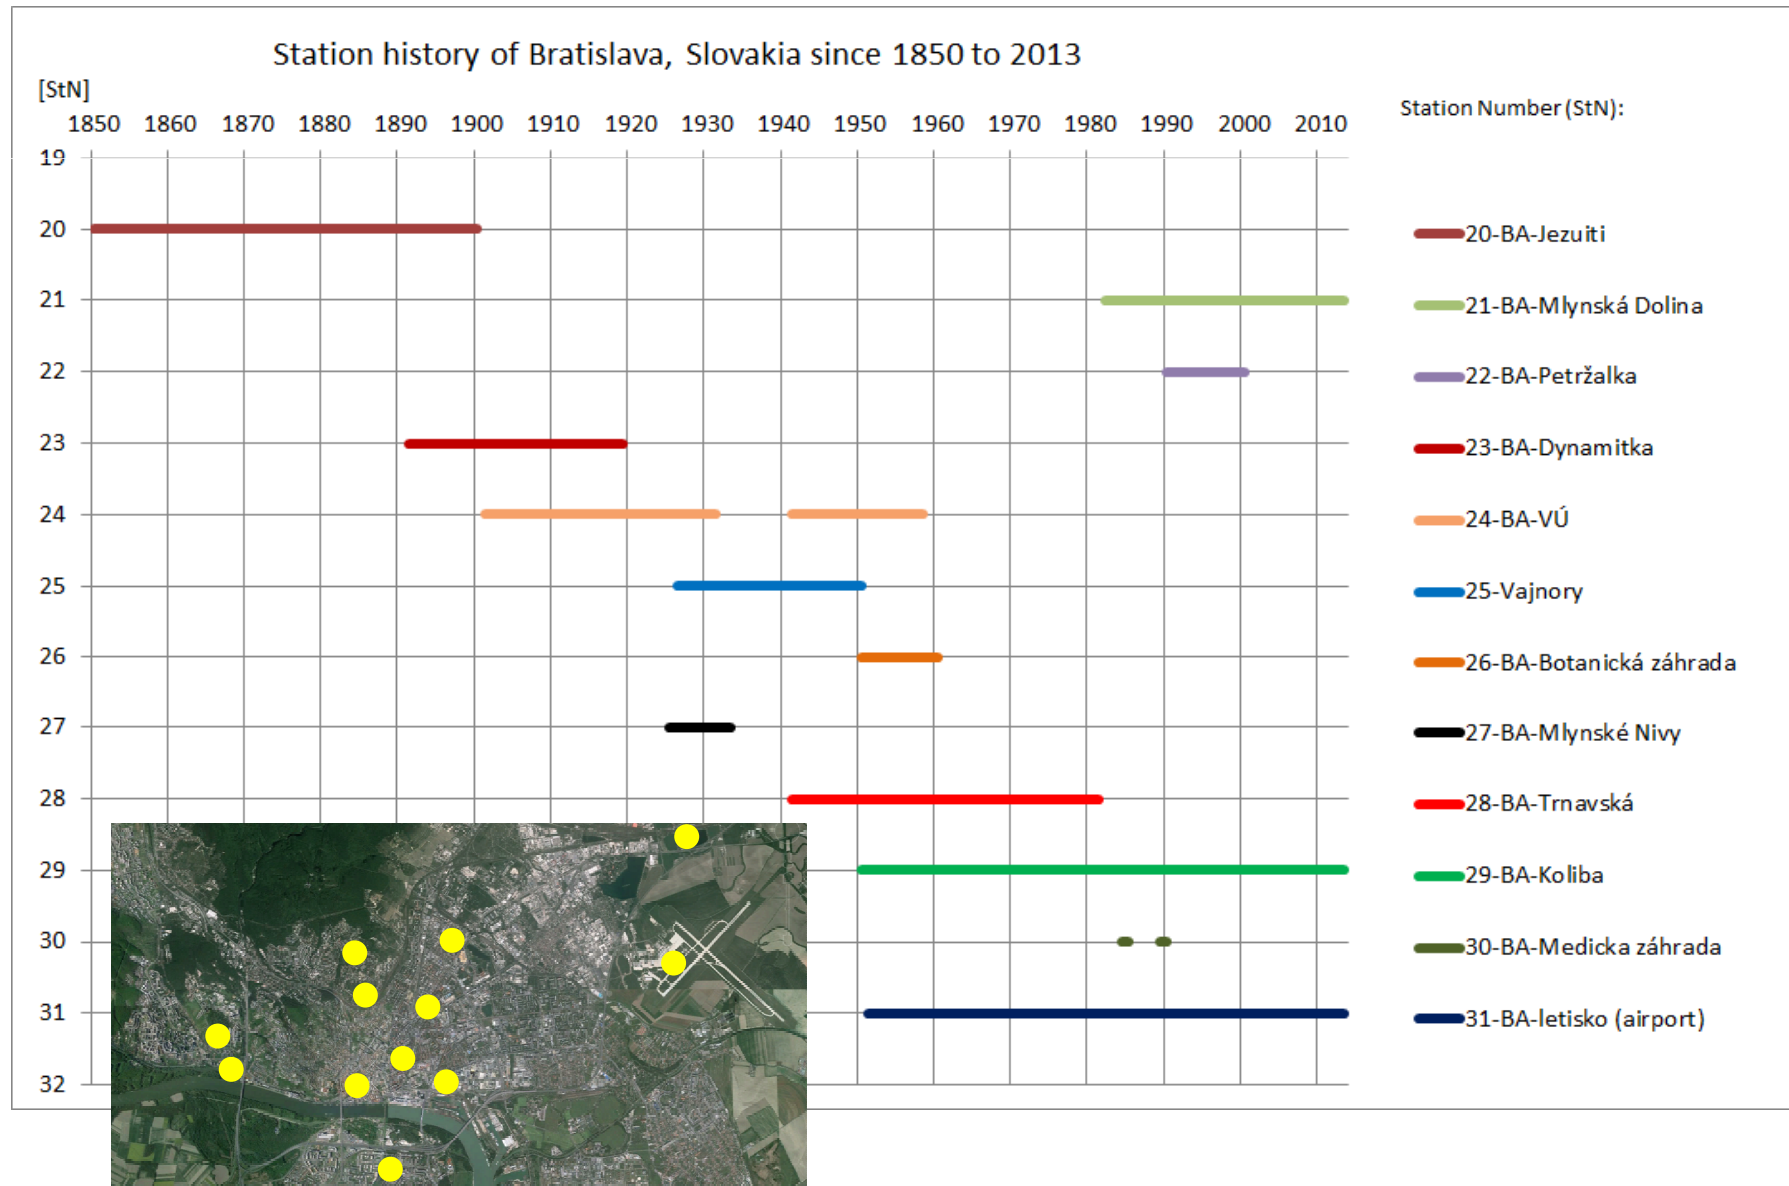 Station history of Bratislava, Slovakia since 1850 to 2013
[StN]
1850 1860 1870 1880 1890 1900 1910 1920 1930 1940 1950 1960 1970 1980 1990 2000 2010
Station Number (StN):
19
20
21
22
23
24
25
26
27
28
29
30
31
32
20-BA-Jezuiti
21-BA-Mlynská Dolina
22-BA-Petržalka
23-BA-Dynamitka
24-BA-VÚ
25-Vajnory
26-BA-Botanická záhrada
27-BA-Mlynské Nivy
28-BA-Trnavská
29-BA-Koliba
30-BA-Medicka záhrada
31-BA-letisko (airport)